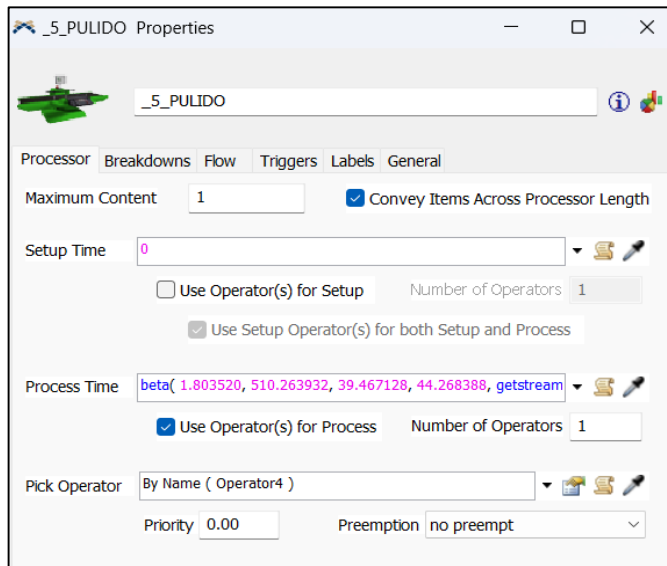 _5_PULIDO Properties
_5_PULIDO
Processor Breakdowns Flow Triggers Labels General
Maximum Content 1 Convey Items Across Processor Length
Setup Time 0
Use Operator(s) for Setup Number of Operators 1
Use Setup Operator(s) for both Setup and Process
Process Time beta( 1.803520, 510.263932, 39.467128, 44.268388, getstream
Use Operator(s) for Process Number of Operators 1
Pick Operator By Name ( Operator4 )
Priority 0.00 Preemption no preempt